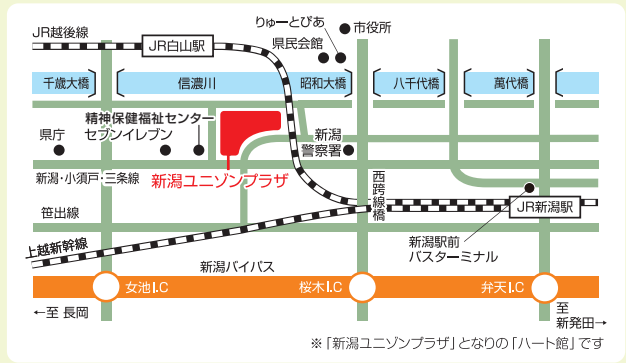 りゅーとぴあ
市役所
JR越後線
JR白山駅
県民会館
千歳大橋
信濃川
昭和大橋
八千代橋
萬代橋
精神保健福祉センター
セブンイレブン
県庁
新潟
警察署
新潟・小須戸・三条線
新潟ユニゾンプラザ
西跨線橋
JR新潟駅
笹出線
新潟駅前
バスターミナル
上越新幹線
新潟バイパス
女池I.C
桜木I.C
弁天I.C
←至 長岡
至
新発田→
※「新潟ユニゾンプラザ」となりの「ハート館」です